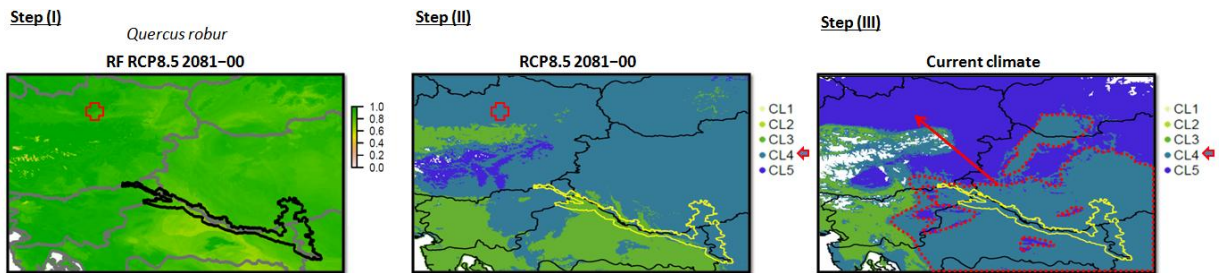 Step (I)
Quercus robur
RF RCP8.5 2081–00
1.0
0.8
0.6
0.4
0.2
0.0
Step (II)
RCP8.5 2081–00
CL1
CL2
CL3
CL4
CL5
Step (III)
Current climate
CL1
CL2
CL3
CL4
CL5